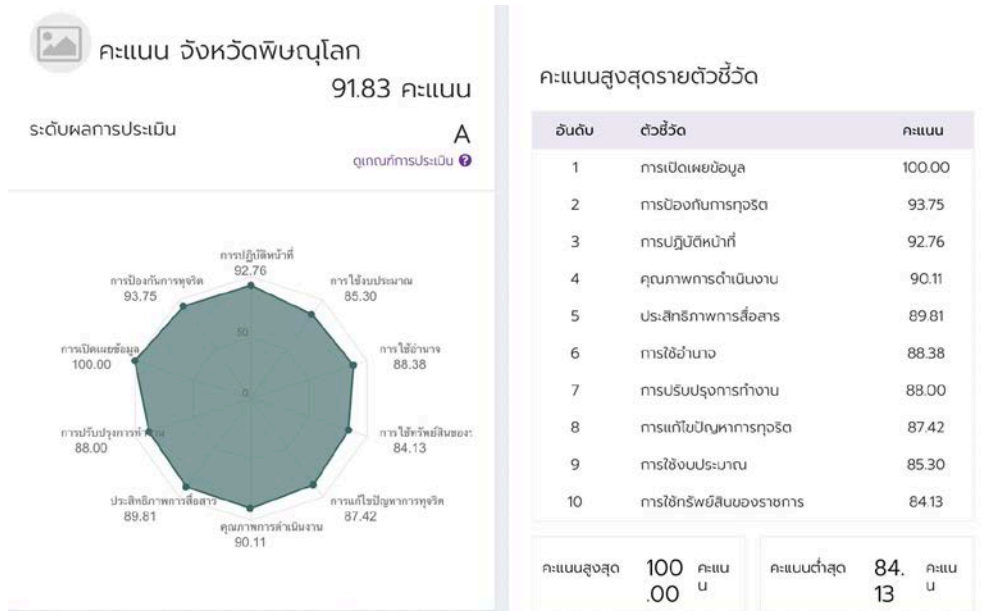 คะแนน จังหวัดพิษณุโลก
91.83 คะแนน
ระดับผลการประเมิน
A
ดูเกณฑ์การประเมิน ?
การปฏิบัติหน้าที่
92.76
การใช้งบประมาณ
85.30
การใช้อำนาจ
88.38
การใช้ทรัพย์สินของ
84.13
การแก้ไขปัญหาการทุจริต
87.42
คุณภาพการดำเนินงาน
90.11
ประสิทธิภาพการสื่อสาร
89.81
การปรับปรุงการทำงาน
88.00
การเปิดเผยข้อมูล
100.00
การป้องกันการทุจริต
93.75
50
0
คะแนนสูงสุดรายตัวชี้วัด
อันดับ ตัวชี้วัด คะแนน
1 การเปิดเผยข้อมูล 100.00
2 การป้องกันการทุจริต 93.75
3 การปฏิบัติหน้าที่ 92.76
4 คุณภาพการดำเนินงาน 90.11
5 ประสิทธิภาพการสื่อสาร 89.81
6 การใช้อำนาจ 88.38
7 การปรับปรุงการทำงาน 88.00
8 การแก้ไขปัญหาการทุจริต 87.42
9 การใช้งบประมาณ 85.30
10 การใช้ทรัพย์สินของราชการ 84.13
คะแนนสูงสุด 100 คะแน
.00 น
คะแนนต่ำสุด 84. คะแน
13 น